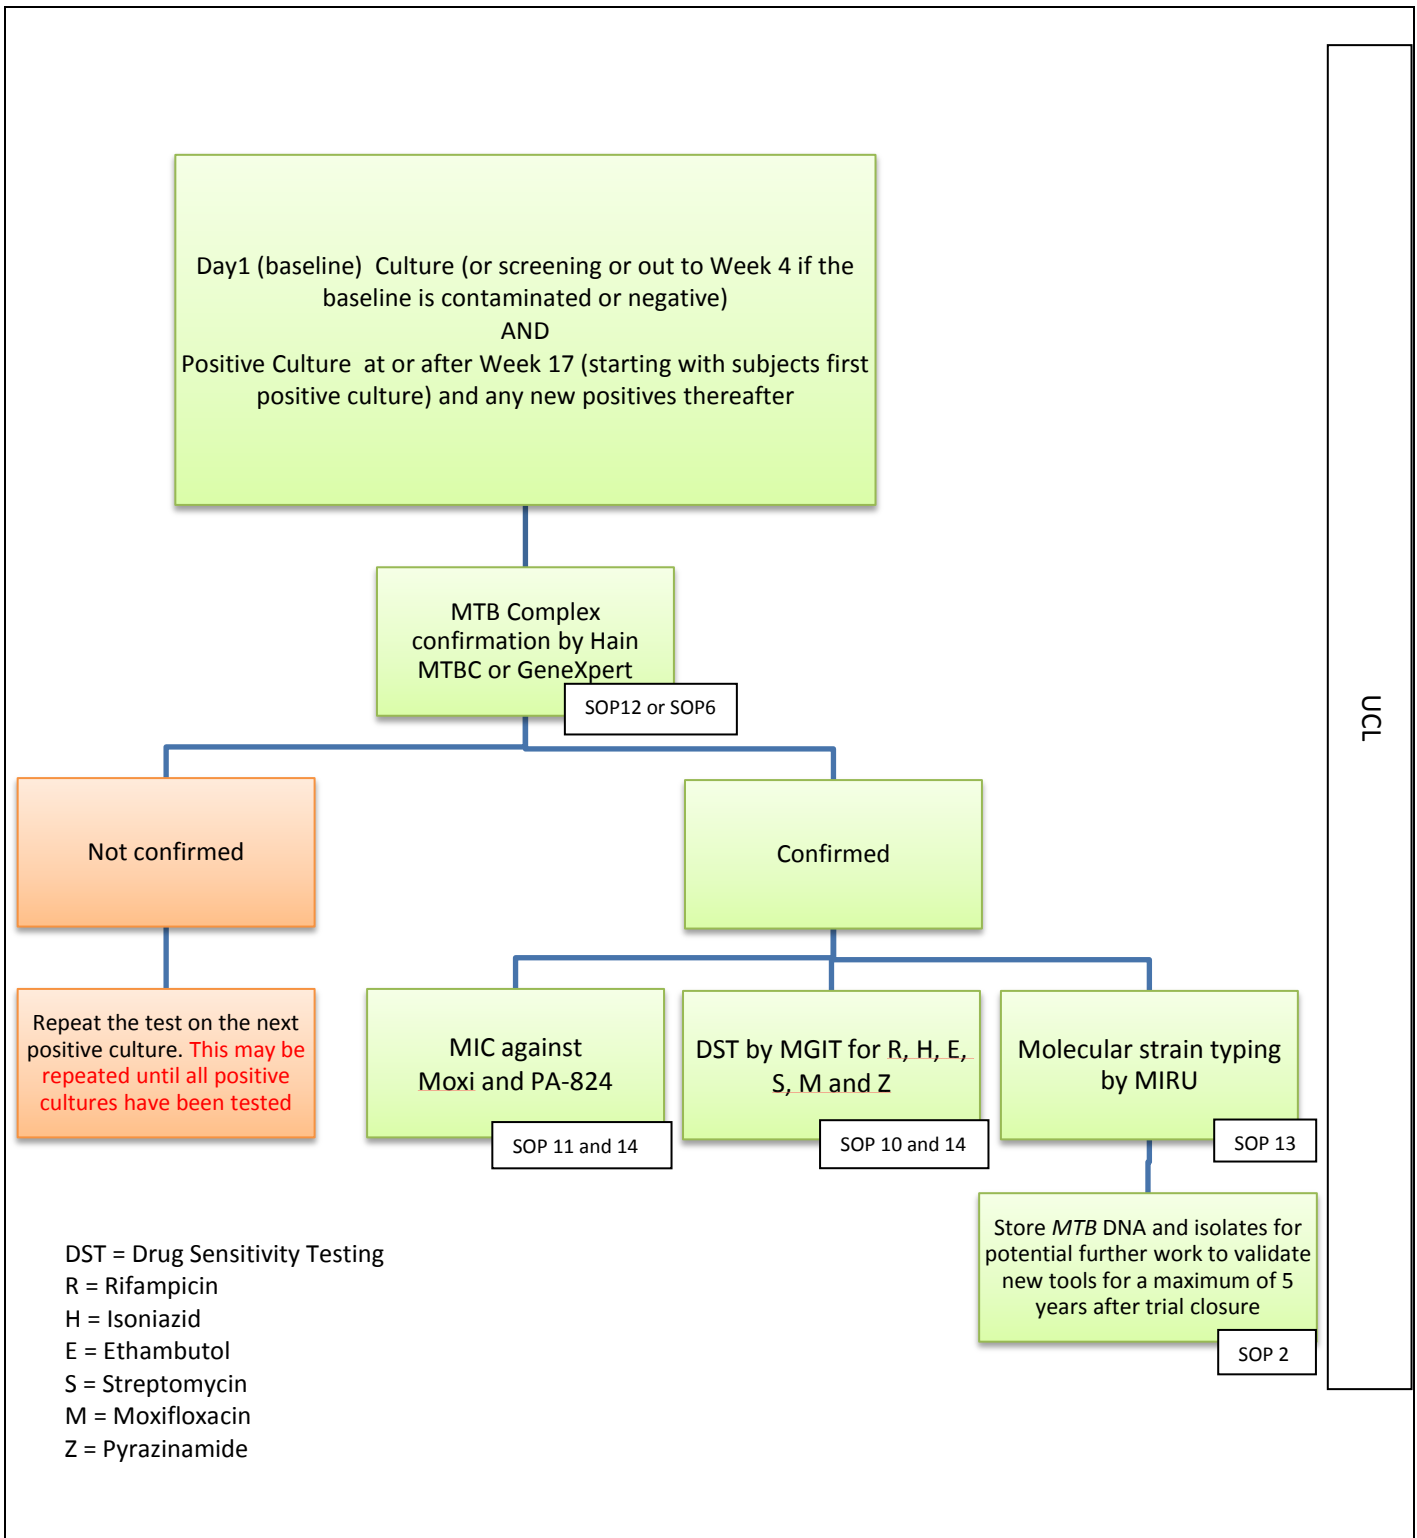 Day1 (baseline) Culture (or screening or out to Week 4 if the
baseline is contaminated or negative)
AND
Positive Culture at or after Week 17 (starting with subjects first
positive culture) and any new positives thereafter
MTB Complex
confirmation by Hain
MTBC or GeneXpert
SOP12 or SOP6
UCL
Not confirmed
Confirmed
Repeat the test on the next
positive culture. This may be
repeated until all positive
cultures have been tested
MIC against
Moxi and PA-824
SOP 11 and 14
DST by MGIT for R, H, E,
S, M and Z
SOP 10 and 14
Molecular strain typing
by MIRU
SOP 13
Store MTB DNA and isolates for
potential further work to validate
new tools for a maximum of 5
years after trial closure
SOP 2
DST = Drug Sensitivity Testing
R = Rifampicin
H = Isoniazid
E = Ethambutol
S = Streptomycin
M = Moxifloxacin
Z = Pyrazinamide